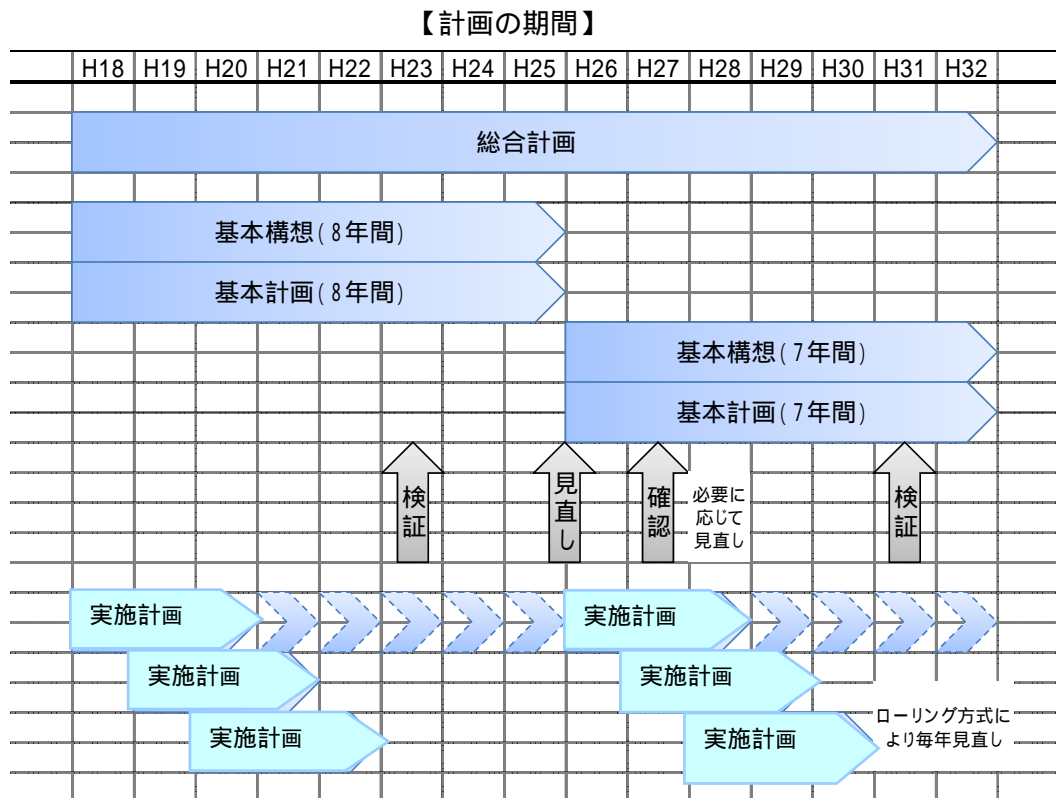 【計画の期間】
H18 H19 H20 H21 H22 H23 H24 H25 H26 H27 H28 H29 H30 H31 H32
総合計画
基本構想(8年間)
基本計画(8年間)
基本構想(7年間)
基本計画(7年間)
検証
見直し
確認
必要に
応じて
見直し
検証
実施計画
実施計画
実施計画
実施計画
実施計画
実施計画
ローリング方式に
より毎年見直し